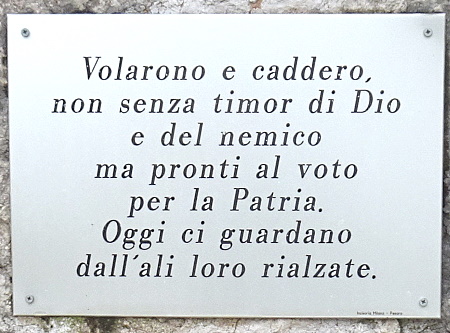 Volarono e caddero,
non senza timor di Dio
e del nemico
ma pronti al voto
per la Patria.
Oggi ci guardano
dall'ali loro rialzate.